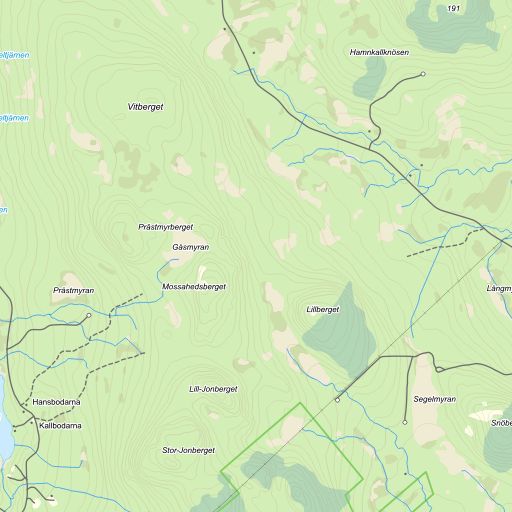 191
Hamnkallknösen
Vitberget
Prästmyrberget
Gåsmyran
Mossahedsberget
Prästmyran
Lillberget
Lill-Jonberget
Hansbodarna
Kallbodarna
Segelmyran
Stor-Jonberget